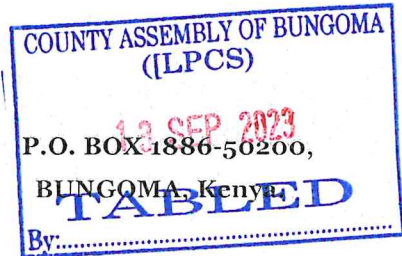 COUNTY ASSEMBLY OF BUNGOMA
([LPCS)
13 SEP 2023
P.O. BOX 1886-50200,
BUNGOMA, Kenya.
TABLED
By:........................................